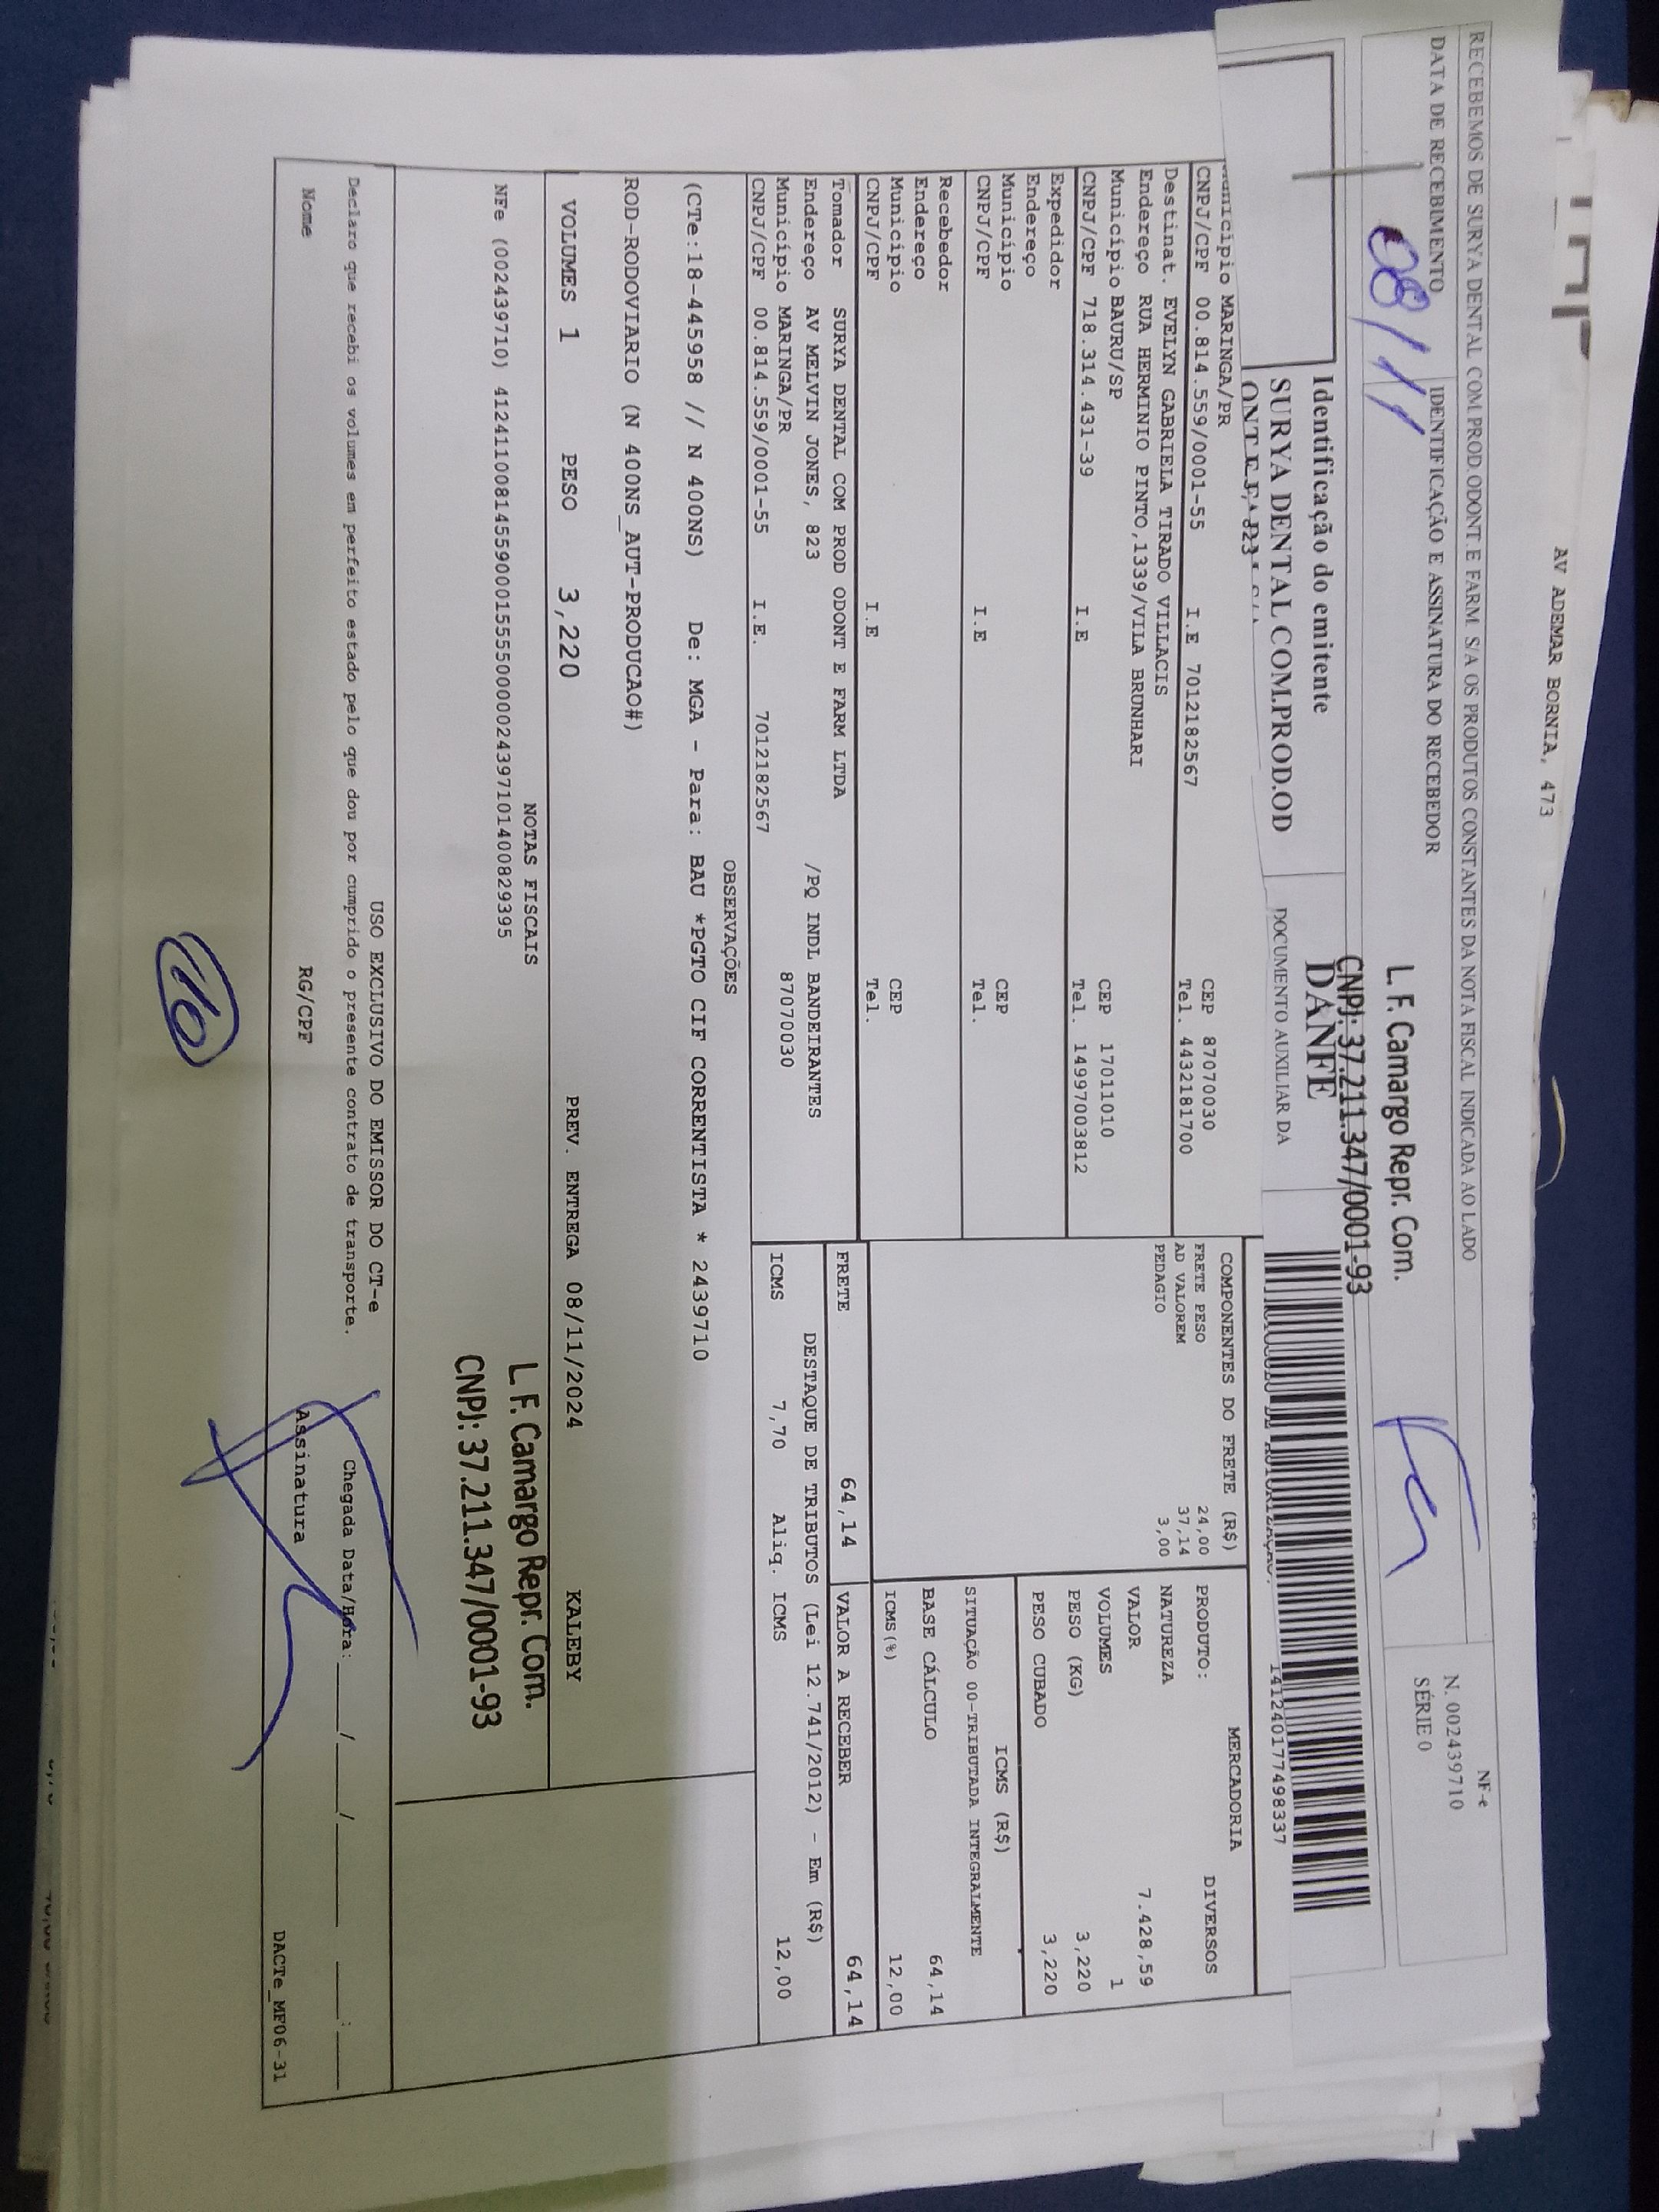 AV ADEMAR BORNIA, 473
NF-e
N. 002439710
SÉRIE 0
RECEBEMOS DE SURYA DENTAL COM.PROD.ODONT.E FARM. S/A OS PRODUTOS CONSTANTES DA NOTA FISCAL INDICADA AO LADO
DATA DE RECEBIMENTO
IDENTIFICAÇÃO E ASSINATURA DO RECEBEDOR
08/11
L. F. Camargo Repr. Com.
CNPJ: 37.211.347/0001-93
Identificação do emitente
SURYA DENTAL COM.PROD.OD
DANFE
DOCUMENTO AUXILIAR DA
141240177498337
Município MARINGA/PR
CNPJ/CPF 00.814.559/0001-55 I.E 7012182567
CEP 87070030
Tel. 4432181700
Destinat. EVELYN GABRIELA TIRADO VILLACIS
Endereço RUA HERMINIO PINTO,1339/VILA BRUNHARI
Município BAURU/SP CEP 17011010
CNPJ/CPF 718.314.431-39 I.E Tel. 14997003812
Expedidor
Endereço
Município CEP
CNPJ/CPF I.E Tel.
Recebedor
Endereço
Município CEP
CNPJ/CPF I.E Tel.
Tomador SURYA DENTAL COM PROD ODONT E FARM LTDA
Endereço AV MELVIN JONES, 823 /PQ INDL BANDEIRANTES
Município MARINGA/PR 87070030
CNPJ/CPF 00.814.559/0001-55 I.E. 7012182567
COMPONENTES DO FRETE (R$)
FRETE PESO 24,00
AD VALOREM 37,14
PEDAGIO 3,00
MERCADORIA
PRODUTO: DIVERSOS
NATUREZA
VALOR 7.428,59
VOLUMES 1
PESO (KG) 3,220
PESO CUBADO 3,220
ICMS (R$)
SITUAÇÃO 00-TRIBUTADA INTEGRALMENTE
BASE CÁLCULO 64,14
ICMS(%) 12,00
FRETE 64,14 VALOR A RECEBER 64,14
DESTAQUE DE TRIBUTOS (Lei 12.741/2012) - Em (R$)
ICMS 7,70 Aliq. ICMS 12,00
OBSERVAÇÕES
(CTe:18-445958 // N 400NS) De: MGA - Para: BAU *PGTO CIF CORRENTISTA * 2439710
ROD-RODOVIARIO (N 400NS_AUT-PRODUCAO#)
VOLUMES 1 PESO 3,220 PREV. ENTREGA 08/11/2024 KALEBY
NOTAS FISCAIS
NFe (002439710) 41241100814559000155550000024397101400829395
L. F. Camargo Repr. Com.
CNPJ: 37.211.347/0001-93
USO EXCLUSIVO DO EMISSOR DO CT-e
Declaro que recebi os volumes em perfeito estado pelo que dou por cumprido o presente contrato de transporte.
Chegada Data/Hora: / / :
Nome RG/CPF Assinatura
DACTe_MF06-31